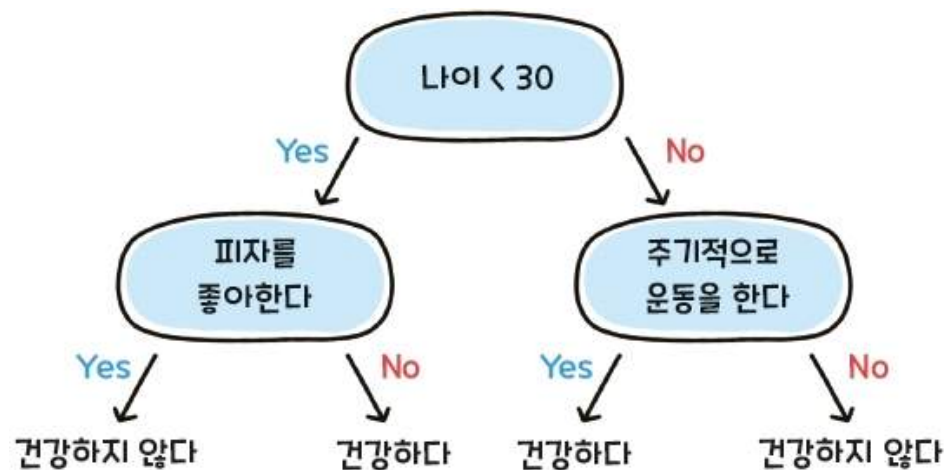 나이 < 30
Yes
No
피자를
좋아한다
주기적으로
운동을 한다
Yes
No
Yes
No
건강하지 않다
건강하다
건강하다
건강하지 않다